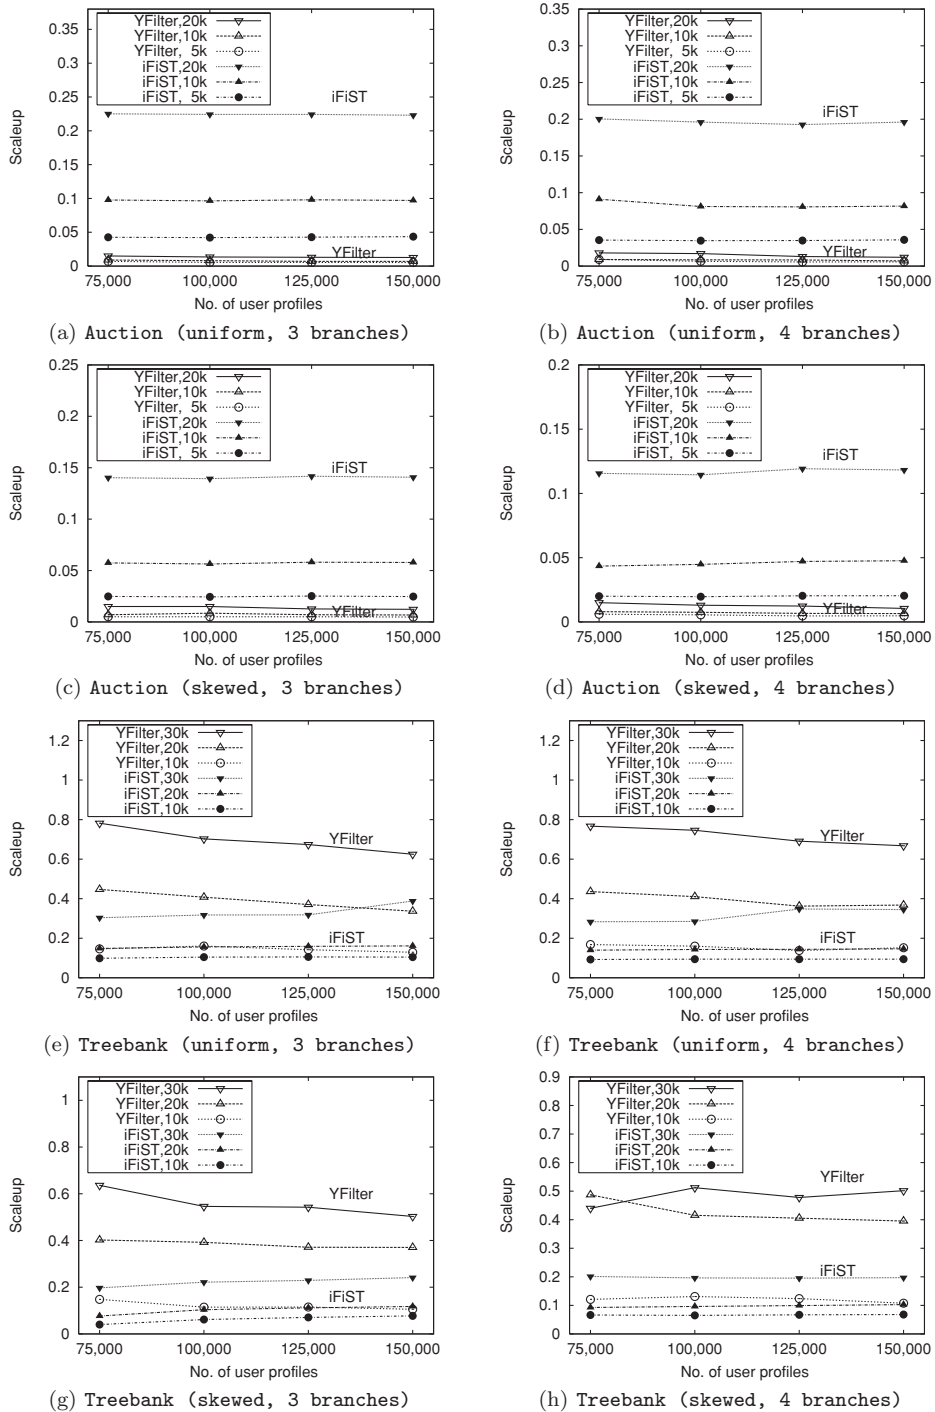 YFilter,20k
YFilter,10k
YFilter, 5k
iFiST,20k
iFiST,10k
iFiST, 5k
0.35
0.3
0.25
0.2
0.15
0.1
0.05
0
Scaleup
iFiST
YFilter
75,000 100,000 125,000 150,000
No. of user profiles
(a) Auction (uniform, 3 branches)
YFilter,20k
YFilter,10k
YFilter, 5k
iFiST,20k
iFiST,10k
iFiST, 5k
0.35
0.3
0.25
0.2
0.15
0.1
0.05
0
Scaleup
iFiST
YFilter
75,000 100,000 125,000 150,000
No. of user profiles
(b) Auction (uniform, 4 branches)
YFilter,20k
YFilter,10k
YFilter, 5k
iFiST,20k
iFiST,10k
iFiST, 5k
0.25
0.2
0.15
0.1
0.05
0
Scaleup
iFiST
YFilter
75,000 100,000 125,000 150,000
No. of user profiles
(c) Auction (skewed, 3 branches)
YFilter,20k
YFilter,10k
YFilter, 5k
iFiST,20k
iFiST,10k
iFiST, 5k
0.2
0.15
0.1
0.05
0
Scaleup
iFiST
YFilter
75,000 100,000 125,000 150,000
No. of user profiles
(d) Auction (skewed, 4 branches)
YFilter,30k
YFilter,20k
YFilter,10k
iFiST,30k
iFiST,20k
iFiST,10k
1.2
1
0.8
0.6
0.4
0.2
0
Scaleup
YFilter
iFiST
75,000 100,000 125,000 150,000
No. of user profiles
(e) Treebank (uniform, 3 branches)
YFilter,30k
YFilter,20k
YFilter,10k
iFiST,30k
iFiST,20k
iFiST,10k
1.2
1
0.8
0.6
0.4
0.2
0
Scaleup
YFilter
iFiST
75,000 100,000 125,000 150,000
No. of user profiles
(f) Treebank (uniform, 4 branches)
YFilter,30k
YFilter,20k
YFilter,10k
iFiST,30k
iFiST,20k
iFiST,10k
1
0.8
0.6
0.4
0.2
0
Scaleup
YFilter
iFiST
75,000 100,000 125,000 150,000
No. of user profiles
(g) Treebank (skewed, 3 branches)
YFilter,30k
YFilter,20k
YFilter,10k
iFiST,30k
iFiST,20k
iFiST,10k
0.9
0.8
0.7
0.6
0.5
0.4
0.3
0.2
0.1
0
Scaleup
YFilter
iFiST
75,000 100,000 125,000 150,000
No. of user profiles
(h) Treebank (skewed, 4 branches)